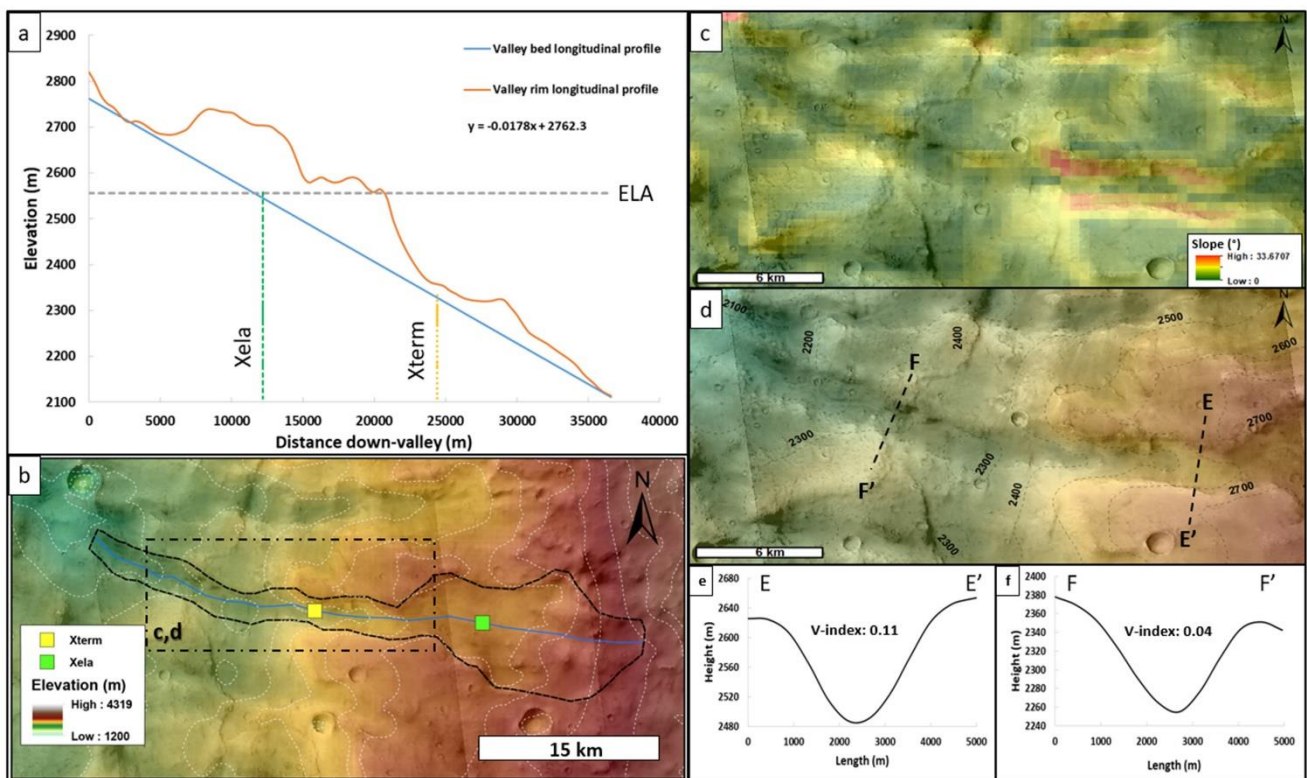 a
2900
2800
2700
2600
2500
2400
2300
2200
2100
Elevation (m)
Valley bed longitudinal profile
Valley rim longitudinal profile
y = -0.0178x + 2762.3
ELA
Xela
Xterm
0
5000
10000
15000
20000
25000
30000
35000
40000
Distance down-valley (m)
b
N
c,d
Xterm
Xela
Elevation (m)
High : 4319
Low : 1200
15 km
c
N
Slope (°)
High : 33.6707
Low : 0
6 km
d
N
2100
2200
2400
2500
2600
F
E
2700
2300
F'
2300
2400
2700
E'
2300
6 km
e
E
E'
2680
2640
2600
2560
2520
2480
Height (m)
V-index: 0.11
0
1000
2000
3000
4000
5000
Length (m)
f
F
F'
2400
2380
2360
2340
2320
2300
2280
2260
2240
Height (m)
V-index: 0.04
0
1000
2000
3000
4000
5000
Length (m)